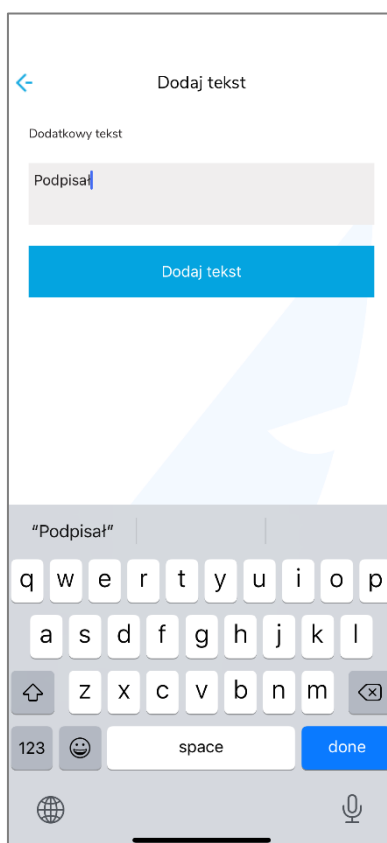 Dodaj tekst
Dodatkowy tekst
Podpisał
Dodaj tekst
“Podpisał”
q w e r t y u i o p
a s d f g h j k l
z x c v b n m
123 space done